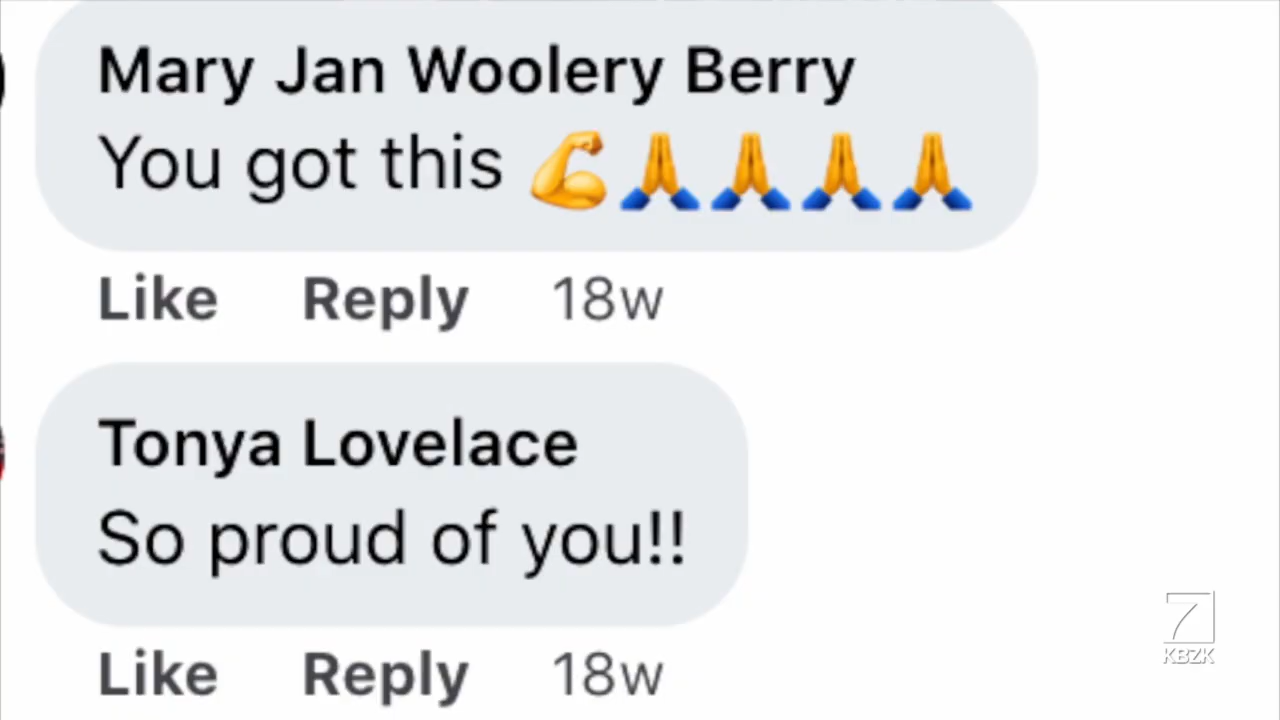 Mary Jan Woolery Berry
You got this 💪🙏🙏🙏🙏
Like Reply 18w
Tonya Lovelace
So proud of you!!
Like Reply 18w
7
KBZK